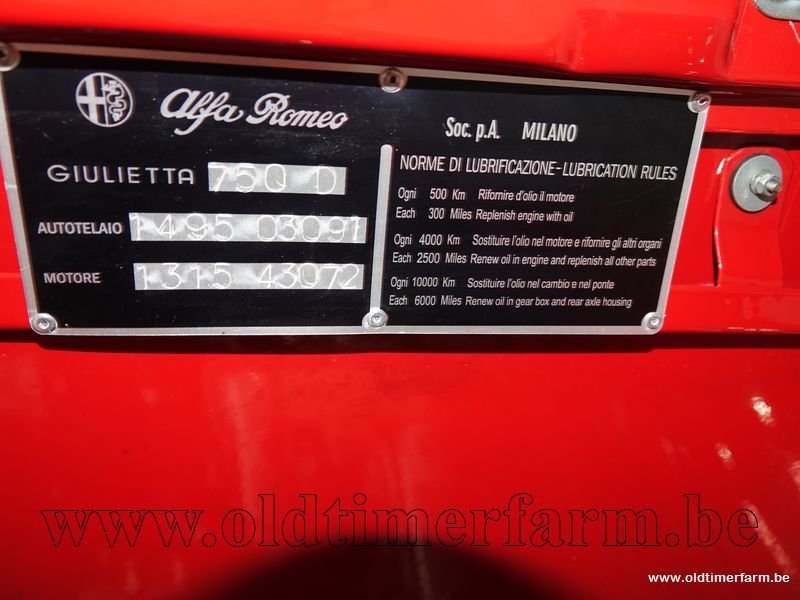 Alfa Romeo
Soc. p.A. MILANO
GIULIETTA 750 D
AUTOTELAIO 1495 03091
MOTORE 1315 43072
NORME DI LUBRIFICAZIONE-LUBRICATION RULES
Ogni 500 Km Rifornire d'olio il motore
Each 300 Miles Replenish engine with oil
Ogni 4000 Km Sostituire l'olio nel motore e rifornire gli altri organi
Each 2500 Miles Renew oil in engine and replenish all other parts
Ogni 10000 Km Sostituire l'olio nel cambio e nel ponte
Each 6000 Miles Renew oil in gear box and rear axle housing
www.oldtimerfarm.be
www.oldtimerfarm.be